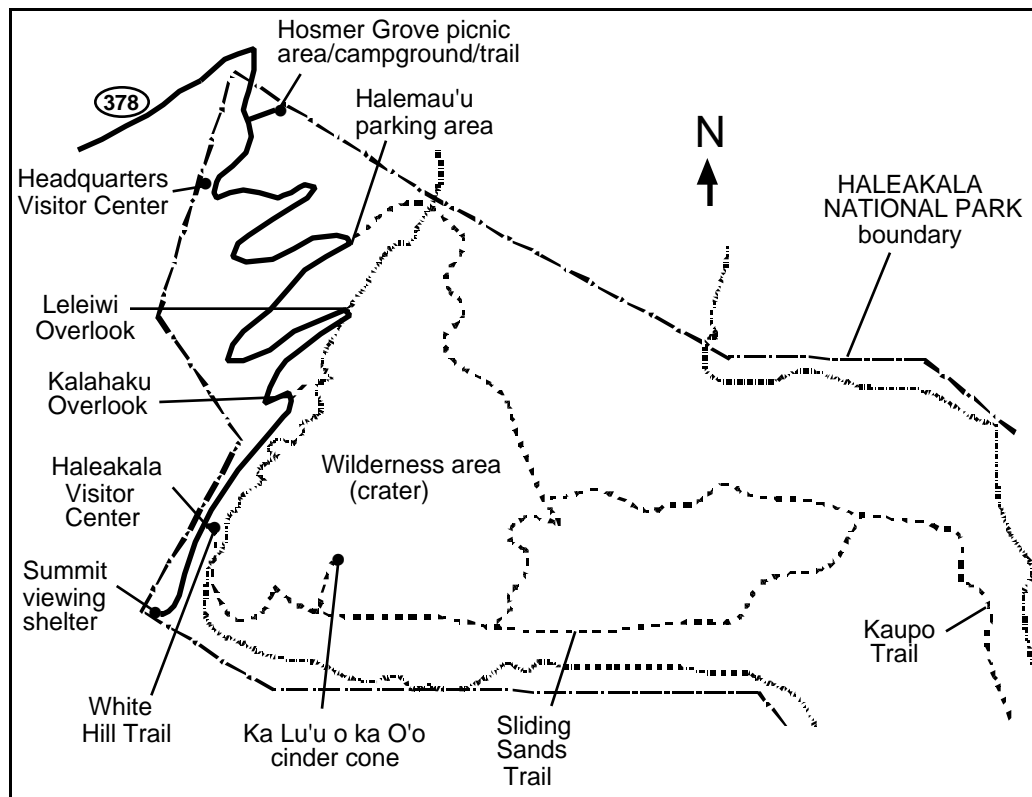 Hosmer Grove picnic
area/campground/trail
378
Halemau'u
parking area
N
Headquarters
Visitor Center
HALEAKALA
NATIONAL PARK
boundary
Leleiwi
Overlook
Kalahaku
Overlook
Haleakala
Visitor
Center
Wilderness area
(crater)
Summit
viewing
shelter
Kaupo
Trail
White
Hill Trail
Ka Lu'u o ka O'o
cinder cone
Sliding
Sands
Trail